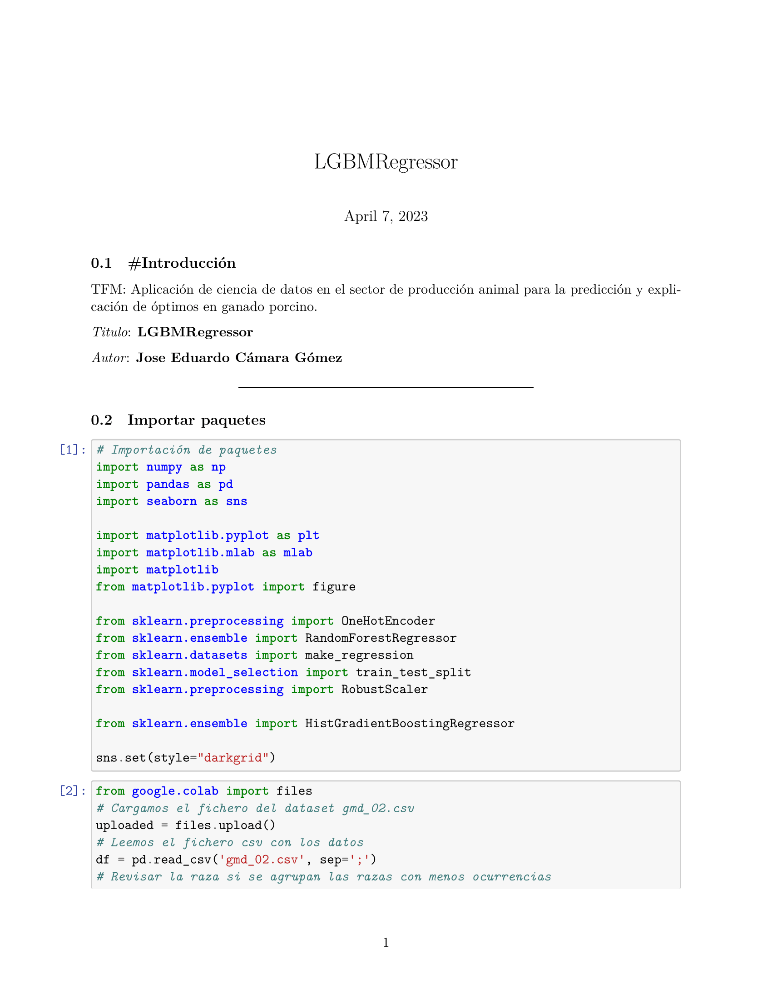 LGBMRegressor
April 7, 2023
0.1 #Introducción
TFM: Aplicación de ciencia de datos en el sector de producción animal para la predicción y expli-
cación de óptimos en ganado porcino.
Titulo: LGBMRegressor
Autor: Jose Eduardo Cámara Gómez
0.2 Importar paquetes
[1]: # Importación de paquetes
import numpy as np
import pandas as pd
import seaborn as sns
import matplotlib.pyplot as plt
import matplotlib.mlab as mlab
import matplotlib
from matplotlib.pyplot import figure
from sklearn.preprocessing import OneHotEncoder
from sklearn.ensemble import RandomForestRegressor
from sklearn.datasets import make_regression
from sklearn.model_selection import train_test_split
from sklearn.preprocessing import RobustScaler
from sklearn.ensemble import HistGradientBoostingRegressor
sns.set(style="darkgrid")
[2]: from google.colab import files
# Cargamos el fichero del dataset gmd_02.csv
uploaded = files.upload()
# Leemos el fichero csv con los datos
df = pd.read_csv('gmd_02.csv', sep=';')
# Revisar la raza si se agrupan las razas con menos ocurrencias
1